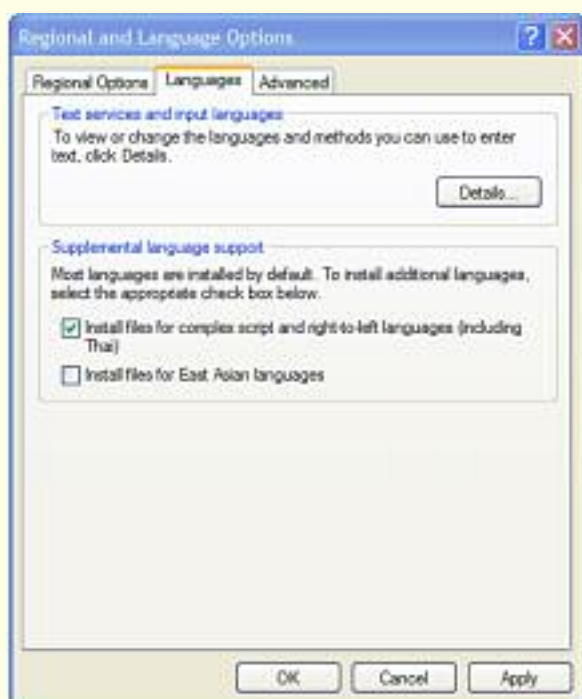 Regional and Language Options
Regional Options Languages Advanced
Text services and input languages
To view or change the languages and methods you can use to enter
text, click Details.
Details...
Supplemental language support
Most languages are installed by default. To install additional languages,
select the appropriate check box below.
Install files for complex script and right-to-left languages (including
Thai)
Install files for East Asian languages
OK Cancel Apply